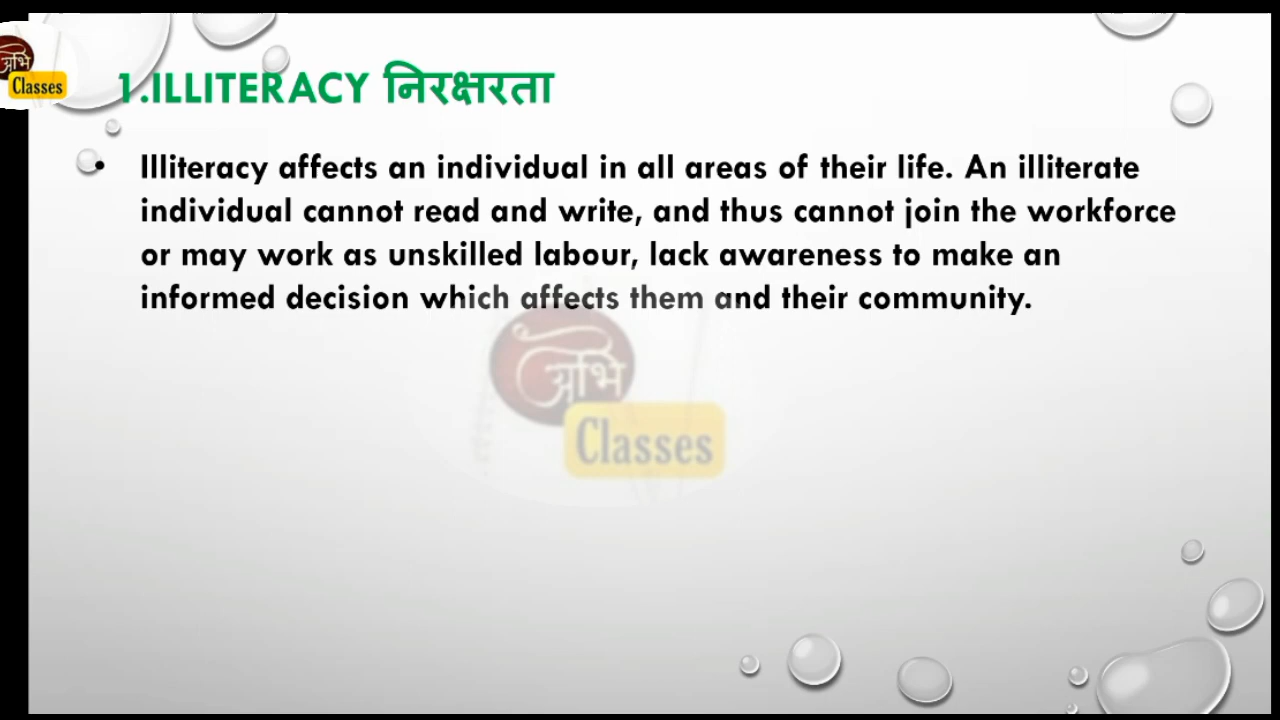 अभि
Classes
1.ILLITERACY निरक्षरता
• Illiteracy affects an individual in all areas of their life. An illiterate
individual cannot read and write, and thus cannot join the workforce
or may work as unskilled labour, lack awareness to make an
informed decision which affects them and their community.
अभि
Classes